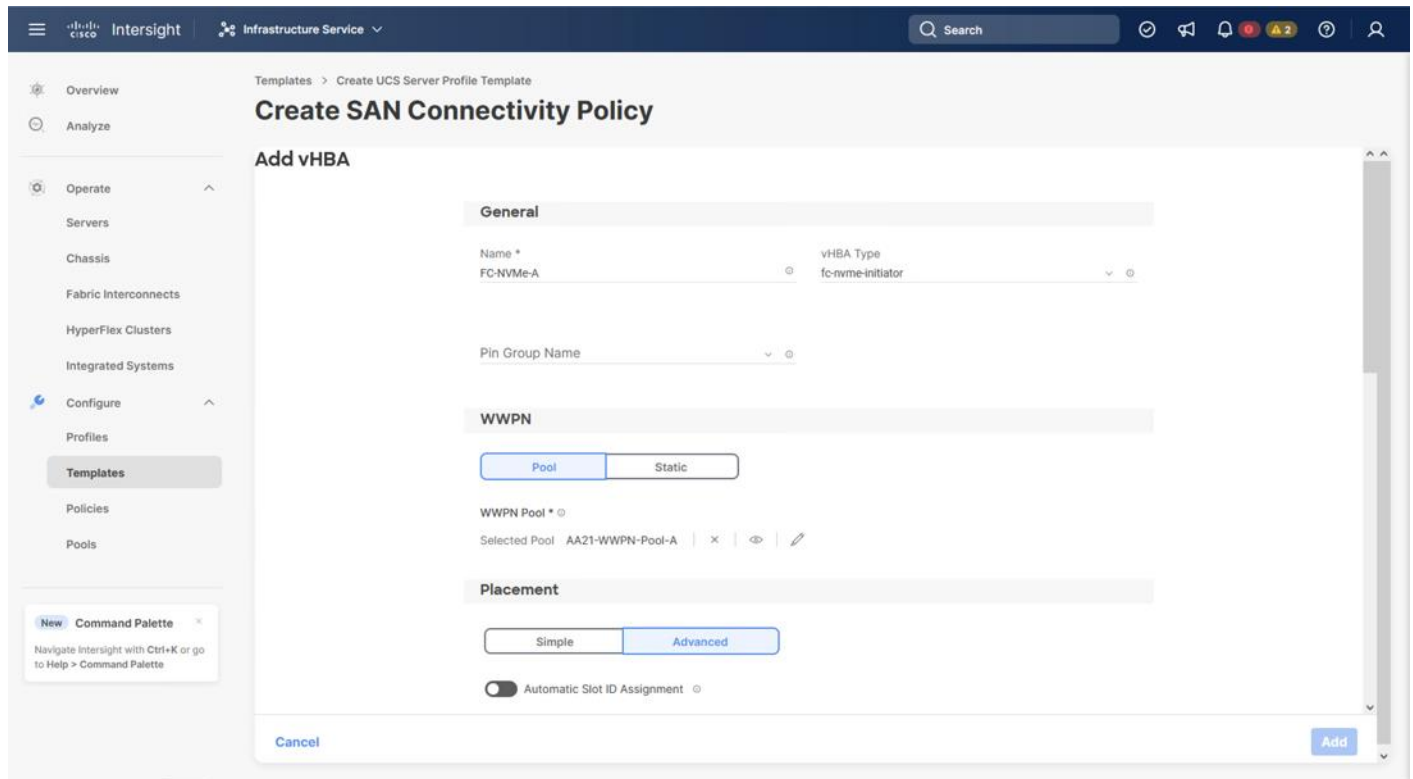 cisco Intersight
Infrastructure Service
Search
0
2
Overview
Analyze
Operate
Servers
Chassis
Fabric Interconnects
HyperFlex Clusters
Integrated Systems
Configure
Profiles
Templates
Policies
Pools
New Command Palette
Navigate Intersight with Ctrl+K or go
to Help > Command Palette
Templates > Create UCS Server Profile Template
Create SAN Connectivity Policy
Add vHBA
General
Name *
FC-NVMe-A
vHBA Type
fc-nvme-initiator
Pin Group Name
WWPN
Pool
Static
WWPN Pool *
Selected Pool AA21-WWPN-Pool-A
Placement
Simple
Advanced
Automatic Slot ID Assignment
Cancel
Add